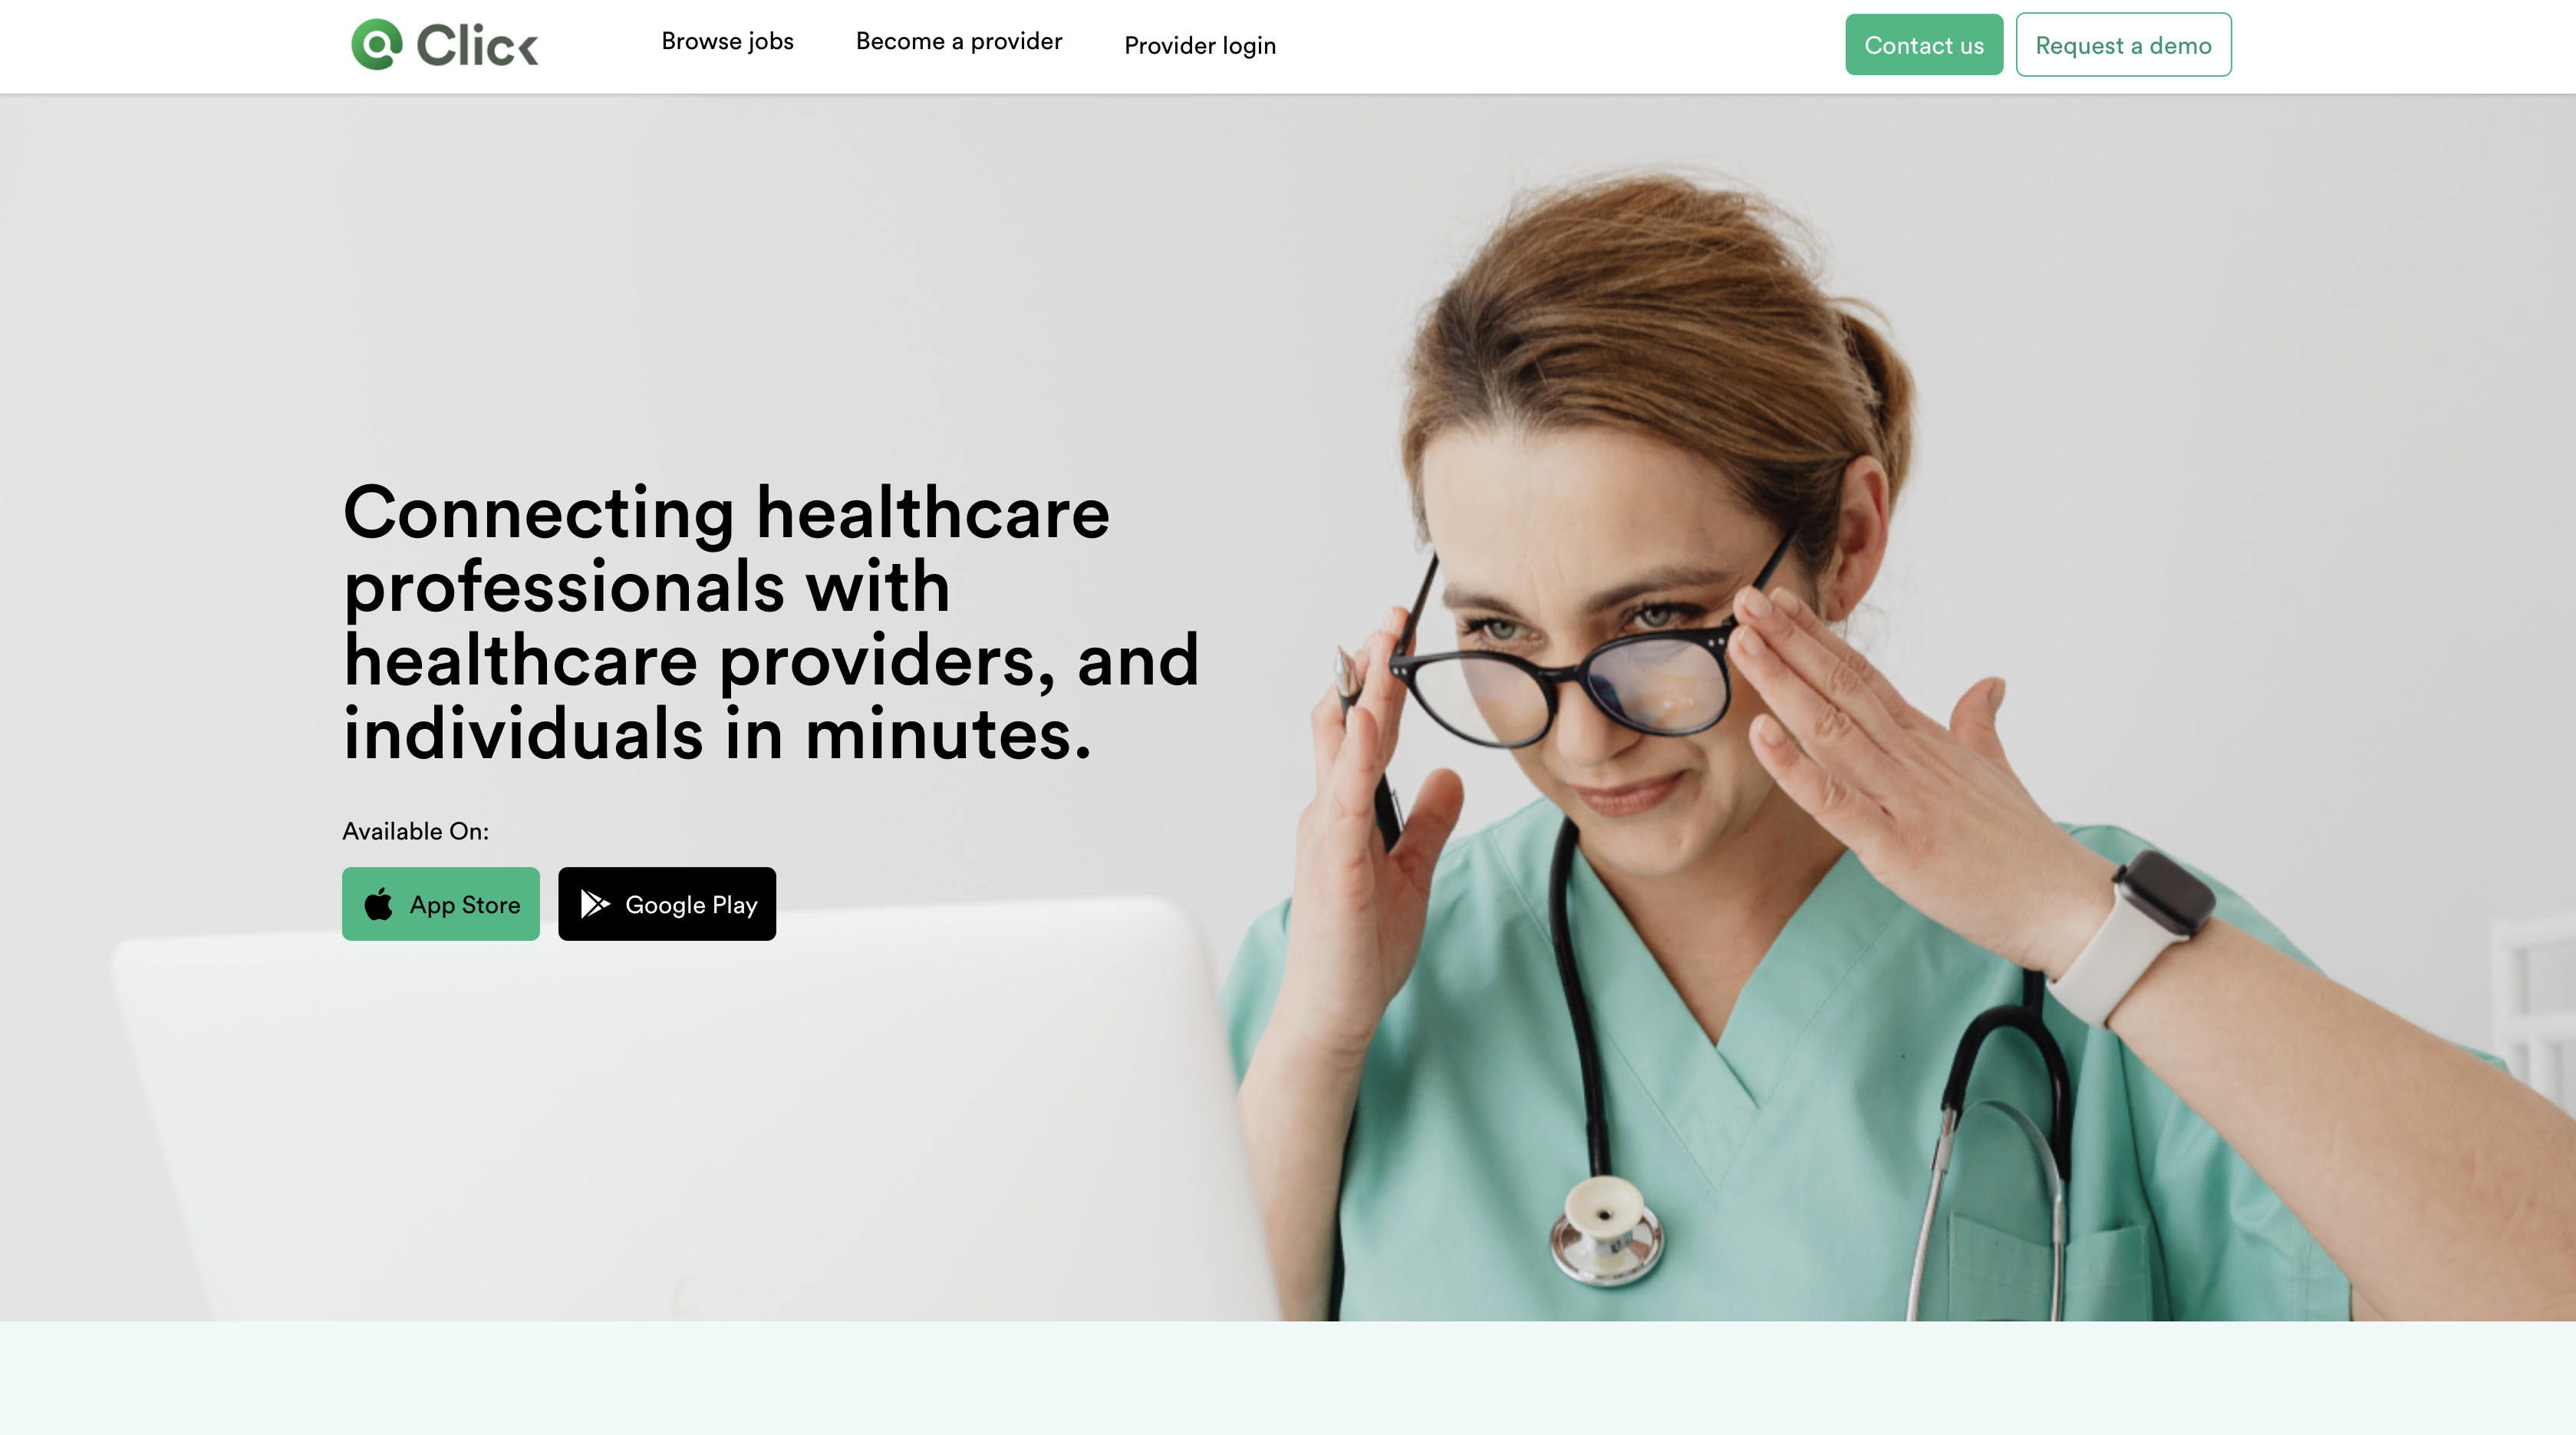 Click
Browse jobs
Become a provider
Provider login
Contact us
Request a demo
Connecting healthcare
professionals with
healthcare providers, and
individuals in minutes.
Available On:
App Store
Google Play